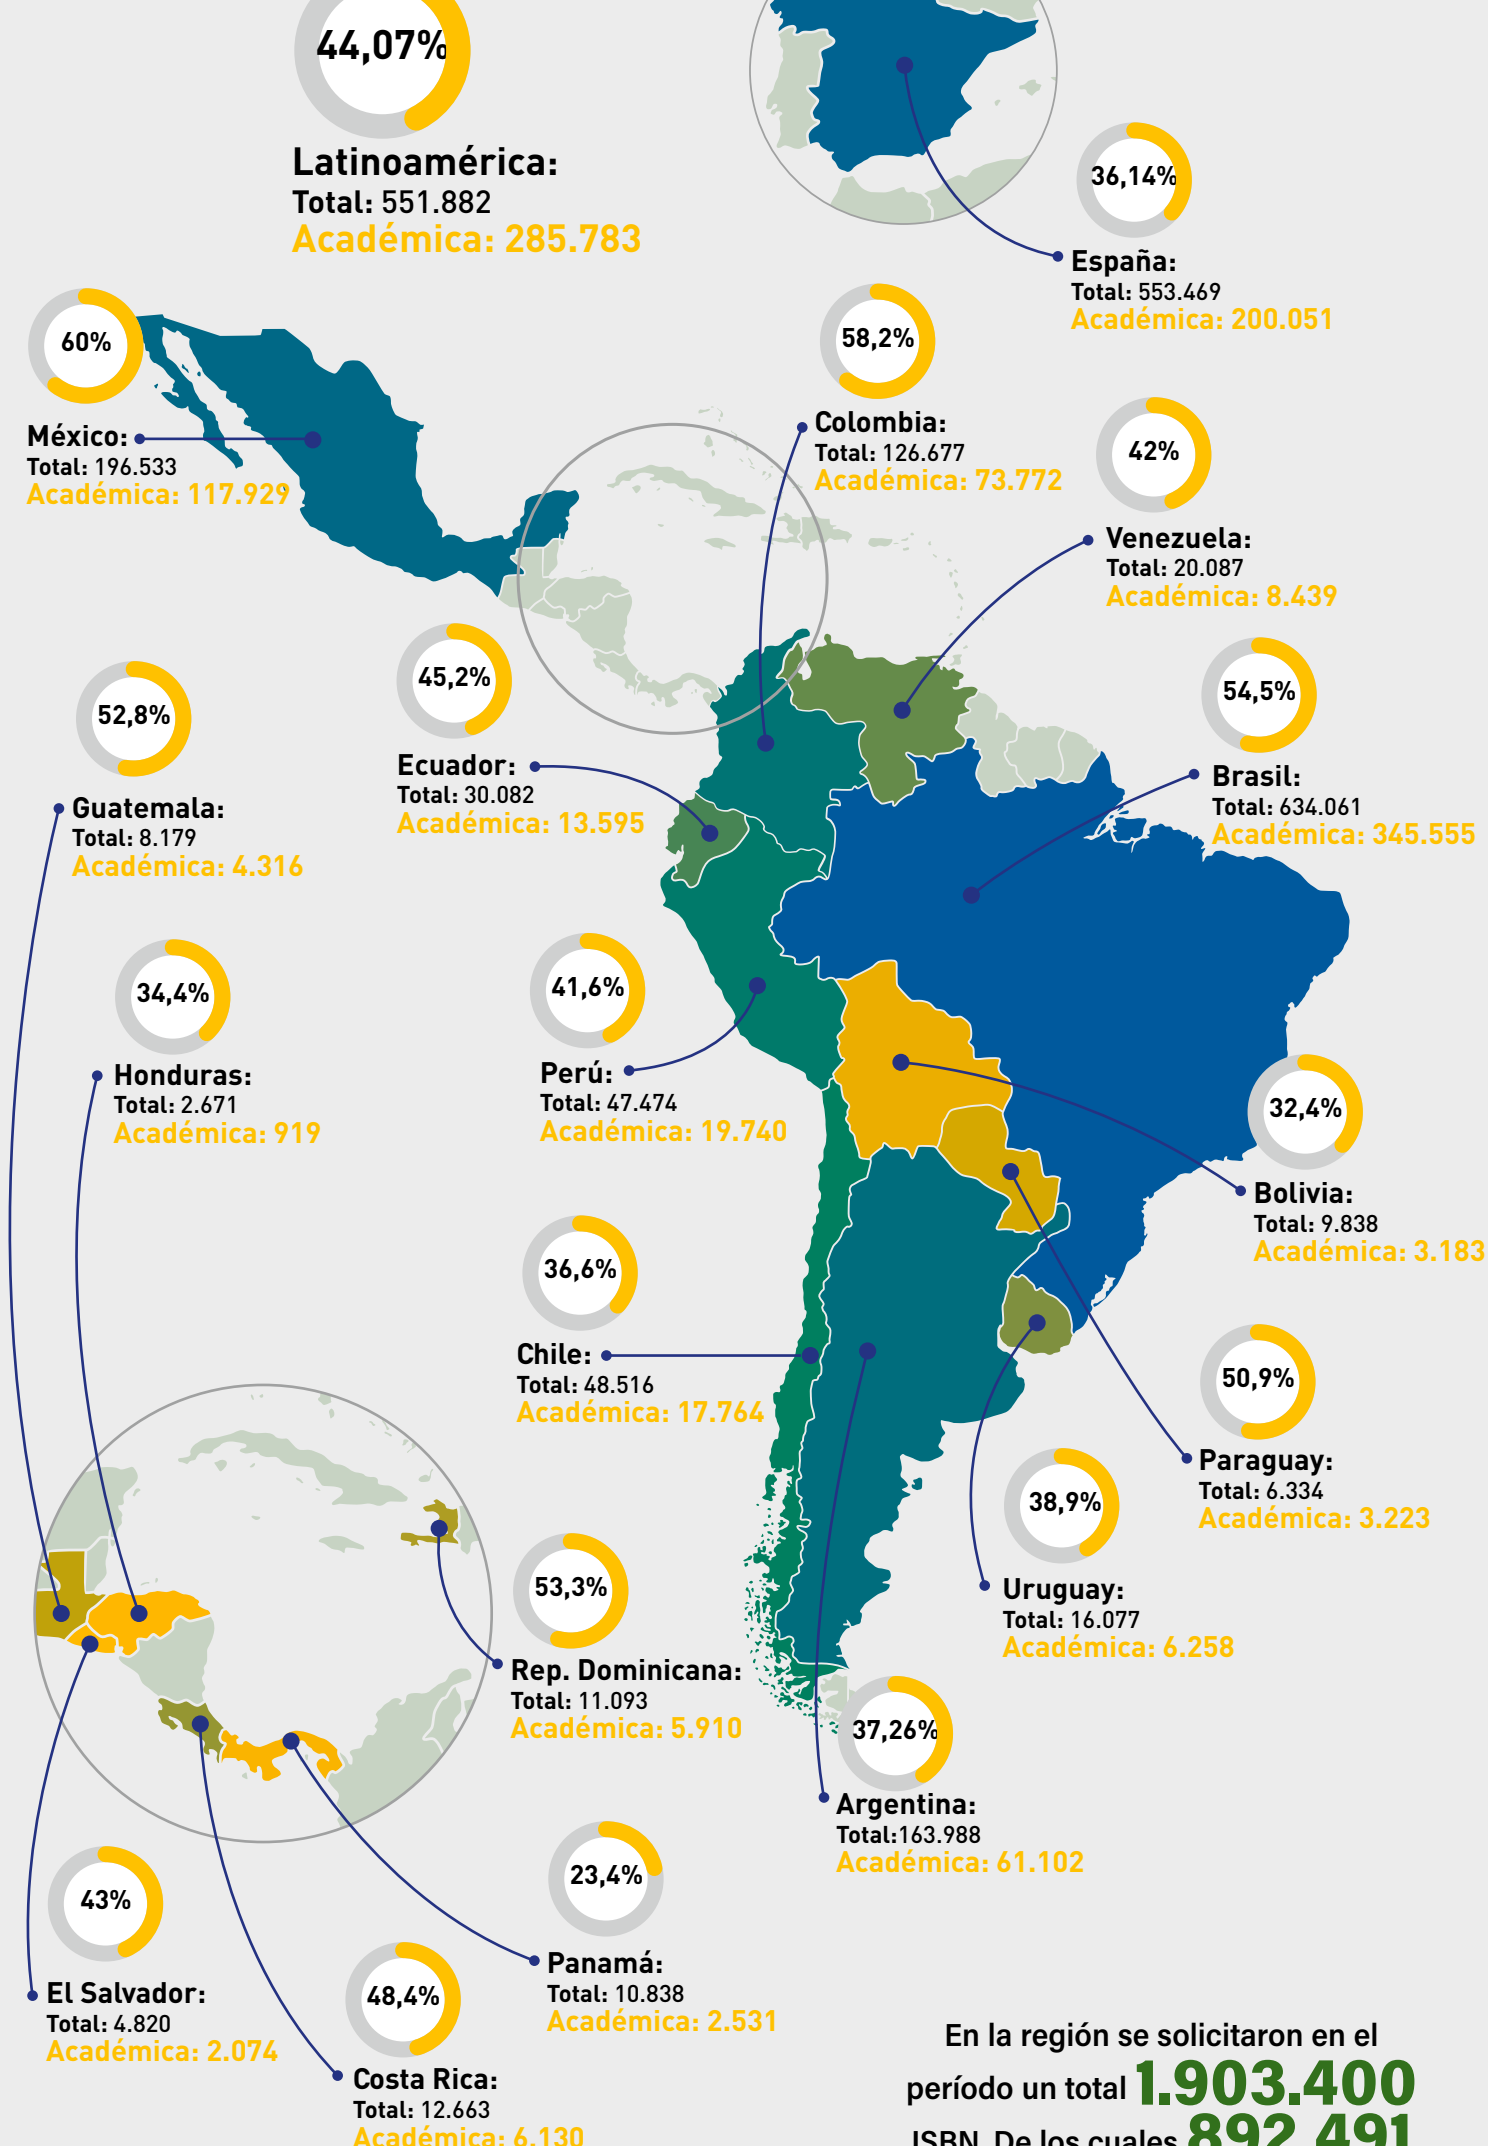 44,07%
Latinoamérica:
Total: 551.882
Académica: 285.783
36,14%
España:
Total: 553.469
Académica: 200.051
60%
México:
Total: 196.533
Académica: 117.929
58,2%
Colombia:
Total: 126.677
Académica: 73.772
42%
Venezuela:
Total: 20.087
Académica: 8.439
45,2%
Ecuador:
Total: 30.082
Académica: 13.595
52,8%
Guatemala:
Total: 8.179
Académica: 4.316
54,5%
Brasil:
Total: 634.061
Académica: 345.555
34,4%
Honduras:
Total: 2.671
Académica: 919
41,6%
Perú:
Total: 47.474
Académica: 19.740
32,4%
Bolivia:
Total: 9.838
Académica: 3.183
36,6%
Chile:
Total: 48.516
Académica: 17.764
50,9%
Paraguay:
Total: 6.334
Académica: 3.223
38,9%
Uruguay:
Total: 16.077
Académica: 6.258
53,3%
Rep. Dominicana:
Total: 11.093
Académica: 5.910
37,26%
Argentina:
Total:163.988
Académica: 61.102
43%
El Salvador:
Total: 4.820
Académica: 2.074
23,4%
Panamá:
Total: 10.838
Académica: 2.531
48,4%
Costa Rica:
Total: 12.663
Académica: 6.130
En la región se solicitaron en el
período un total 1.903.400
ISBN. De los cuales 892.491